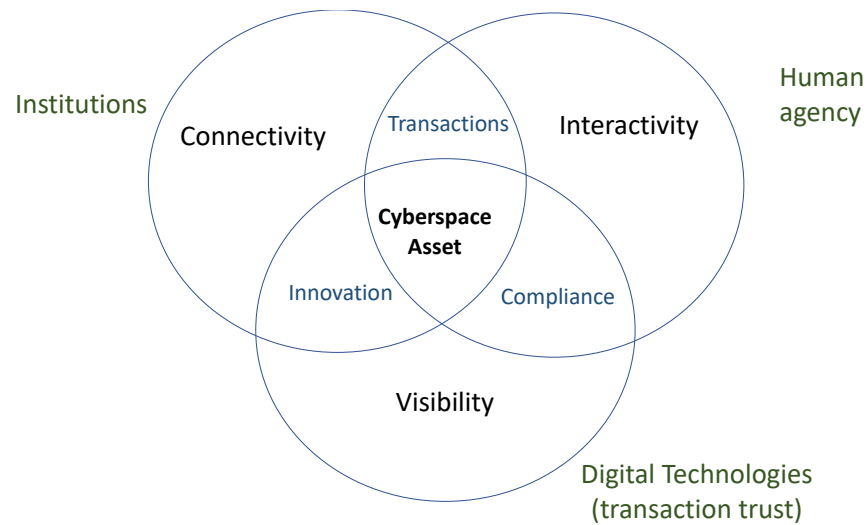 Institutions
Human
agency
Connectivity
Transactions
Interactivity
Cyberspace
Asset
Innovation
Compliance
Visibility
Digital Technologies
(transaction trust)